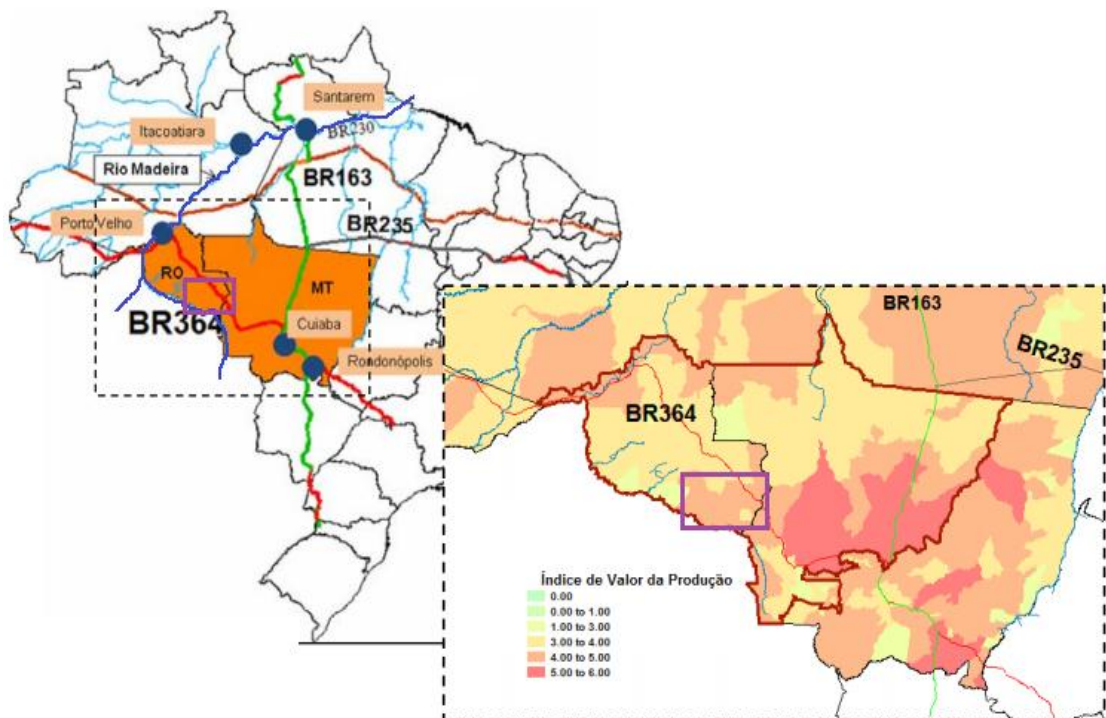 Santarem
Itacoatiara
BR230
Rio Madeira
BR163
Porto Velho
BR235
RO
MT
BR364
Cuiaba
Rondonópolis
BR163
BR235
BR364
Índice de Valor da Produção
0.00
0.00 to 1.00
1.00 to 3.00
3.00 to 4.00
4.00 to 5.00
5.00 to 6.00